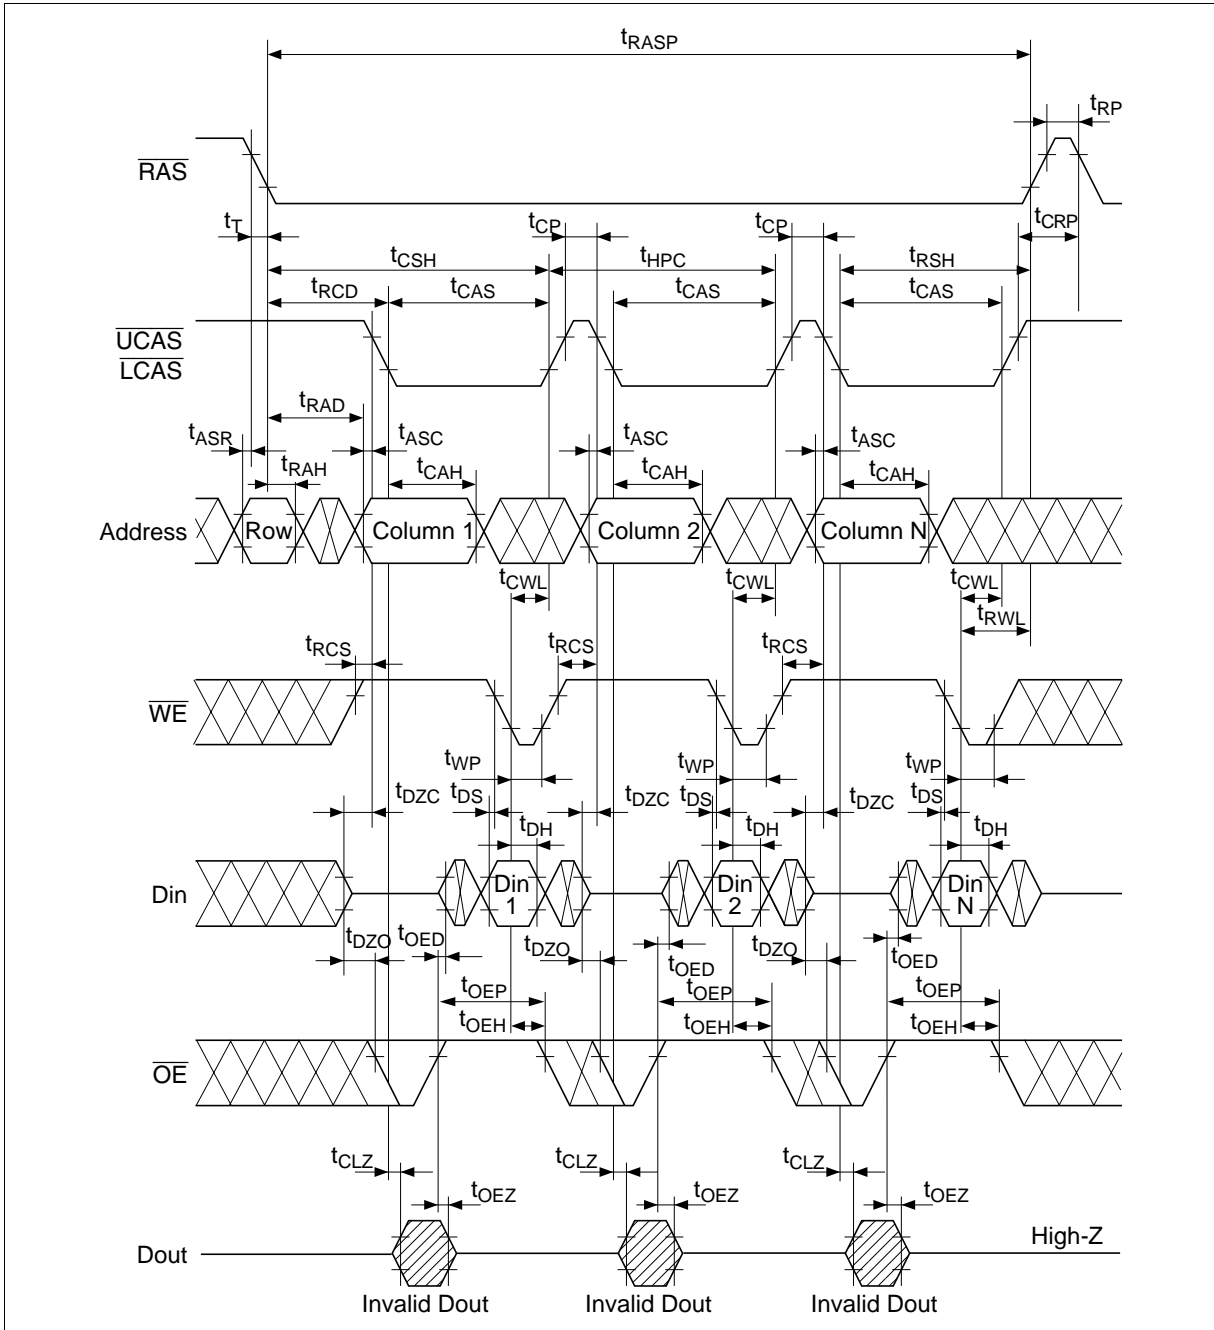 tRASP
tRP
RAS
tT tCP tCP tCRP
tCSH tHPC tRSH
tRCD tCAS tCAS tCAS
UCAS
LCAS
tRAD
tASR tASC tASC tASC
tRAH tCAH tCAH tCAH
Address Row Column 1 Column 2 Column N
tCWL tCWL tCWL
tRWL
tRCS tRCS tRCS
WE
tWP tWP tWP
tDZC tDS tDZC tDS tDZC tDS
tDH tDH tDH
Din Din 1 Din 2 Din N
tDZO tOED tDZO tOED tDZO tOED
tOEP tOEP tOEP
tOEH tOEH tOEH
OE
tCLZ tCLZ tCLZ
tOEZ tOEZ tOEZ
Dout High-Z
Invalid Dout Invalid Dout Invalid Dout